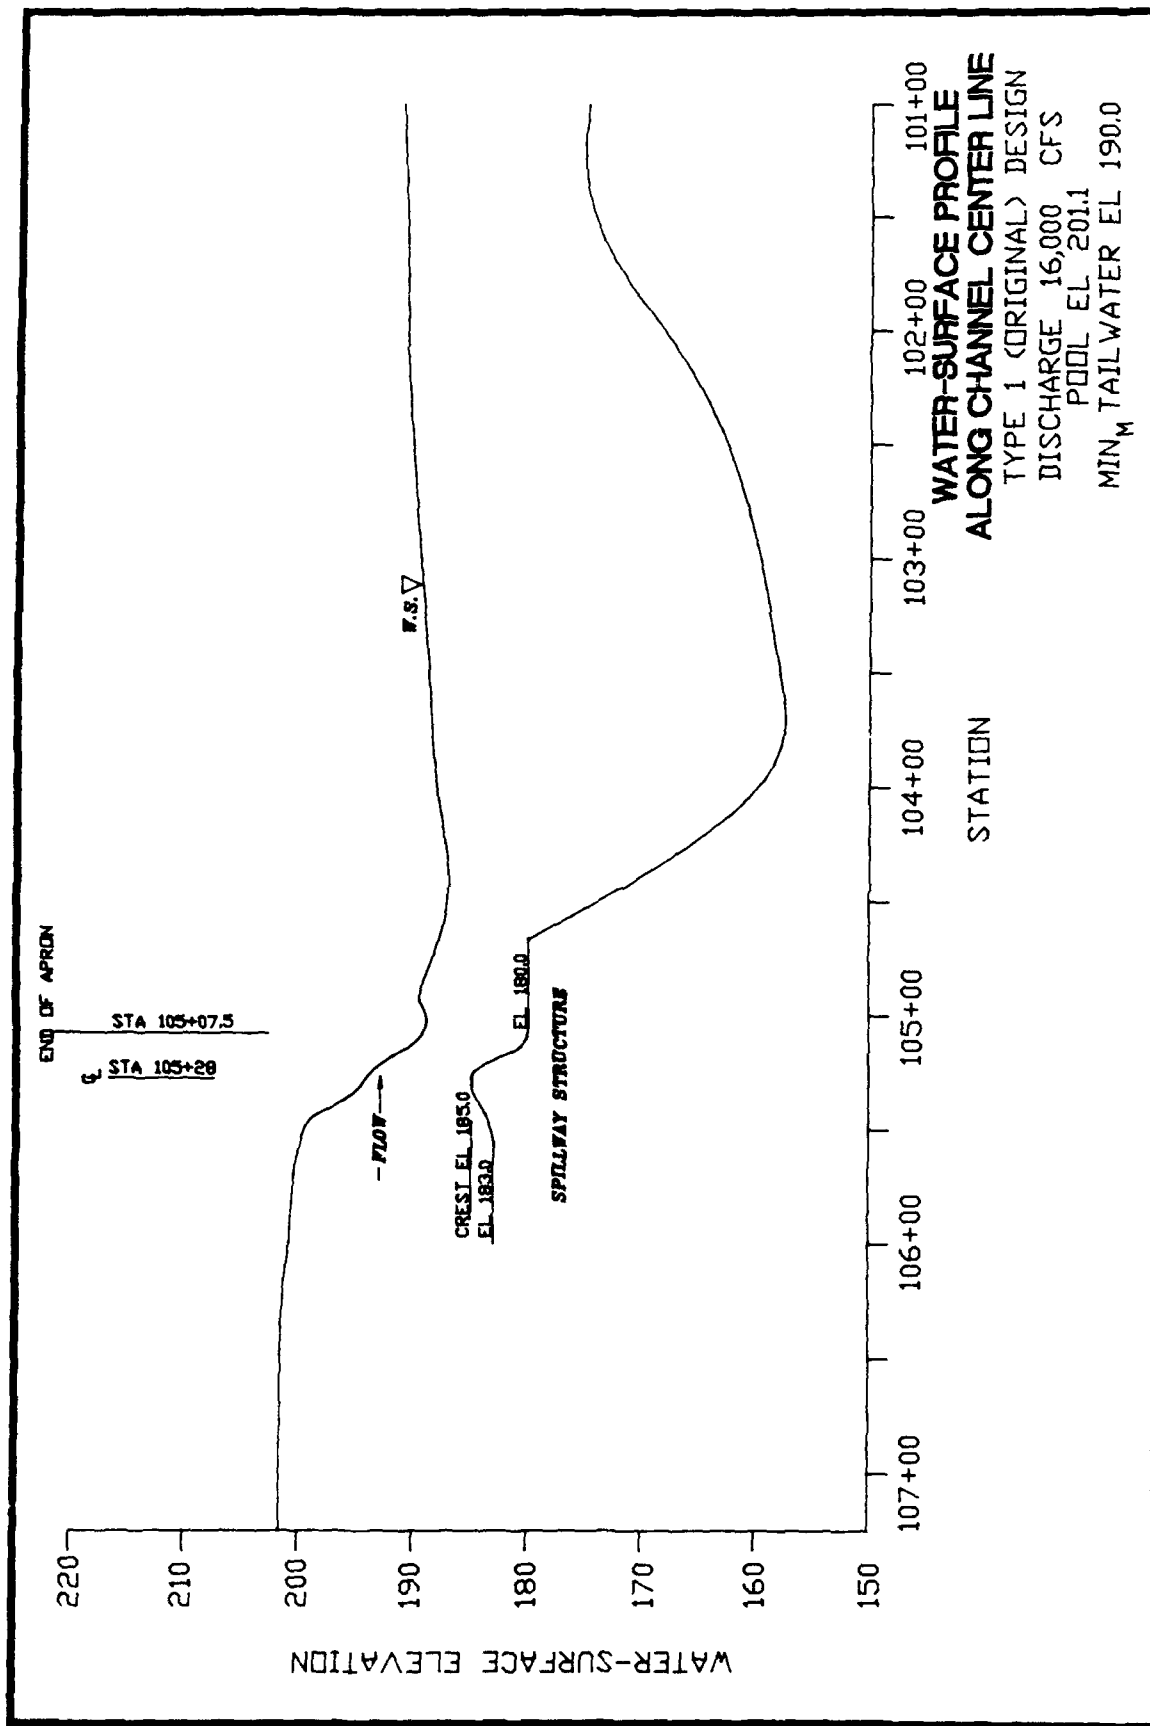 END OF APRON
STA 105+07.5
℄ STA 105+28
FLOW
W.S.
CREST EL 185.0
EL 183.0
EL 180.0
SPILLWAY STRUCTURE
WATER-SURFACE ELEVATION
220
210
200
190
180
170
160
150
107+00
106+00
105+00
104+00
103+00
102+00
101+00
STATION
WATER-SURFACE PROFILE
ALONG CHANNEL CENTER LINE
TYPE 1 (ORIGINAL) DESIGN
DISCHARGE 16,000 CFS
POOL EL 201.1
MINM TAILWATER EL 190.0